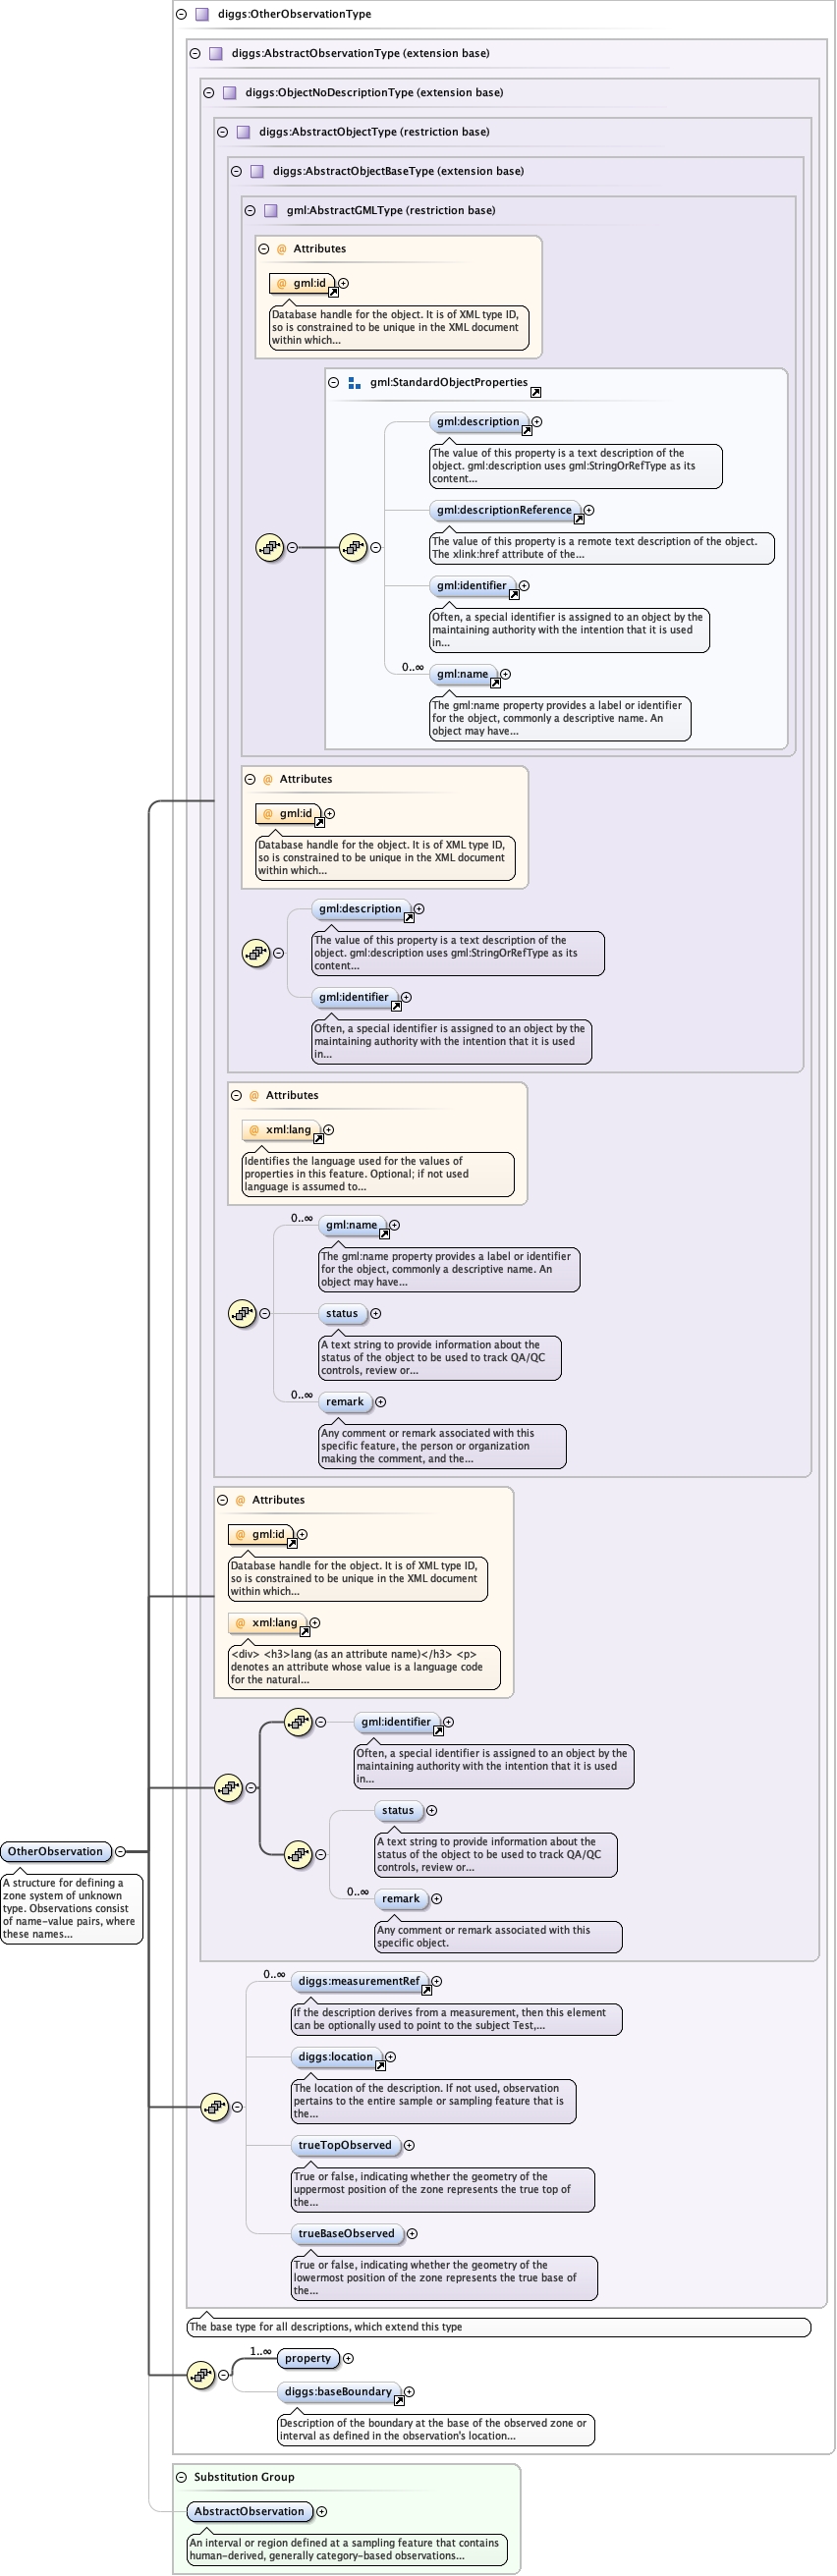 diggs:OtherObservationType
diggs:AbstractObservationType (extension base)
diggs:ObjectNoDescriptionType (extension base)
diggs:AbstractObjectType (restriction base)
diggs:AbstractObjectBaseType (extension base)
gml:AbstractGMLType (restriction base)
@ Attributes
@ gml:id
Database handle for the object. It is of XML type ID,
so is constrained to be unique in the XML document
within which...
gml:StandardObjectProperties
gml:description
The value of this property is a text description of the
object. gml:description uses gml:StringOrRefType as its
content...
gml:descriptionReference
The value of this property is a remote text description of the object.
The xlink:href attribute of the...
gml:identifier
Often, a special identifier is assigned to an object by the
maintaining authority with the intention that it is used
in...
0..∞
gml:name
The gml:name property provides a label or identifier
for the object, commonly a descriptive name. An
object may have...
@ Attributes
@ gml:id
Database handle for the object. It is of XML type ID,
so is constrained to be unique in the XML document
within which...
gml:description
The value of this property is a text description of the
object. gml:description uses gml:StringOrRefType as its
content...
gml:identifier
Often, a special identifier is assigned to an object by the
maintaining authority with the intention that it is used
in...
@ Attributes
@ xml:lang
Identifies the language used for the values of
properties in this feature. Optional; if not used
language is assumed to...
0..∞
gml:name
The gml:name property provides a label or identifier
for the object, commonly a descriptive name. An
object may have...
status
A text string to provide information about the
status of the object to be used to track QA/QC
controls, review or...
0..∞
remark
Any comment or remark associated with this
specific feature, the person or organization
making the comment, and the...
@ Attributes
@ gml:id
Database handle for the object. It is of XML type ID,
so is constrained to be unique in the XML document
within which...
@ xml:lang
<div> <h3>lang (as an attribute name)</h3> <p>
denotes an attribute whose value is a language code
for the natural...
gml:identifier
Often, a special identifier is assigned to an object by the
maintaining authority with the intention that it is used
in...
status
A text string to provide information about the
status of the object to be used to track QA/QC
controls, review or...
0..∞
remark
Any comment or remark associated with this
specific object.
OtherObservation
A structure for defining a
zone system of unknown
type. Observations consist
of name-value pairs, where
these names...
0..∞
diggs:measurementRef
If the description derives from a measurement, then this element
can be optionally used to point to the subject Test,...
diggs:location
The location of the description. If not used, observation
pertains to the entire sample or sampling feature that is
the...
trueTopObserved
True or false, indicating whether the geometry of the
uppermost position of the zone represents the true top of
the...
trueBaseObserved
True or false, indicating whether the geometry of the
lowermost position of the zone represents the true base of
the...
The base type for all descriptions, which extend this type
1..∞
property
diggs:baseBoundary
Description of the boundary at the base of the observed zone or
interval as defined in the observation's location...
Substitution Group
AbstractObservation
An interval or region defined at a sampling feature that contains
human-derived, generally category-based observations...